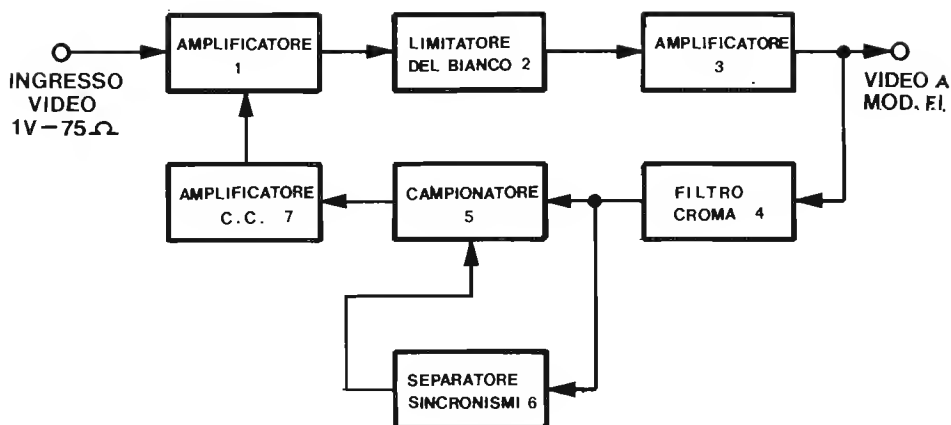 AMPLIFICATORE
1
LIMITATORE
DEL BIANCO 2
AMPLIFICATORE
3
INGRESSO
VIDEO
1V-75Ω
VIDEO A
MOD. F.I.
AMPLIFICATORE
C.C. 7
CAMPIONATORE
5
FILTRO
CROMA 4
SEPARATORE
SINCRONISMI 6